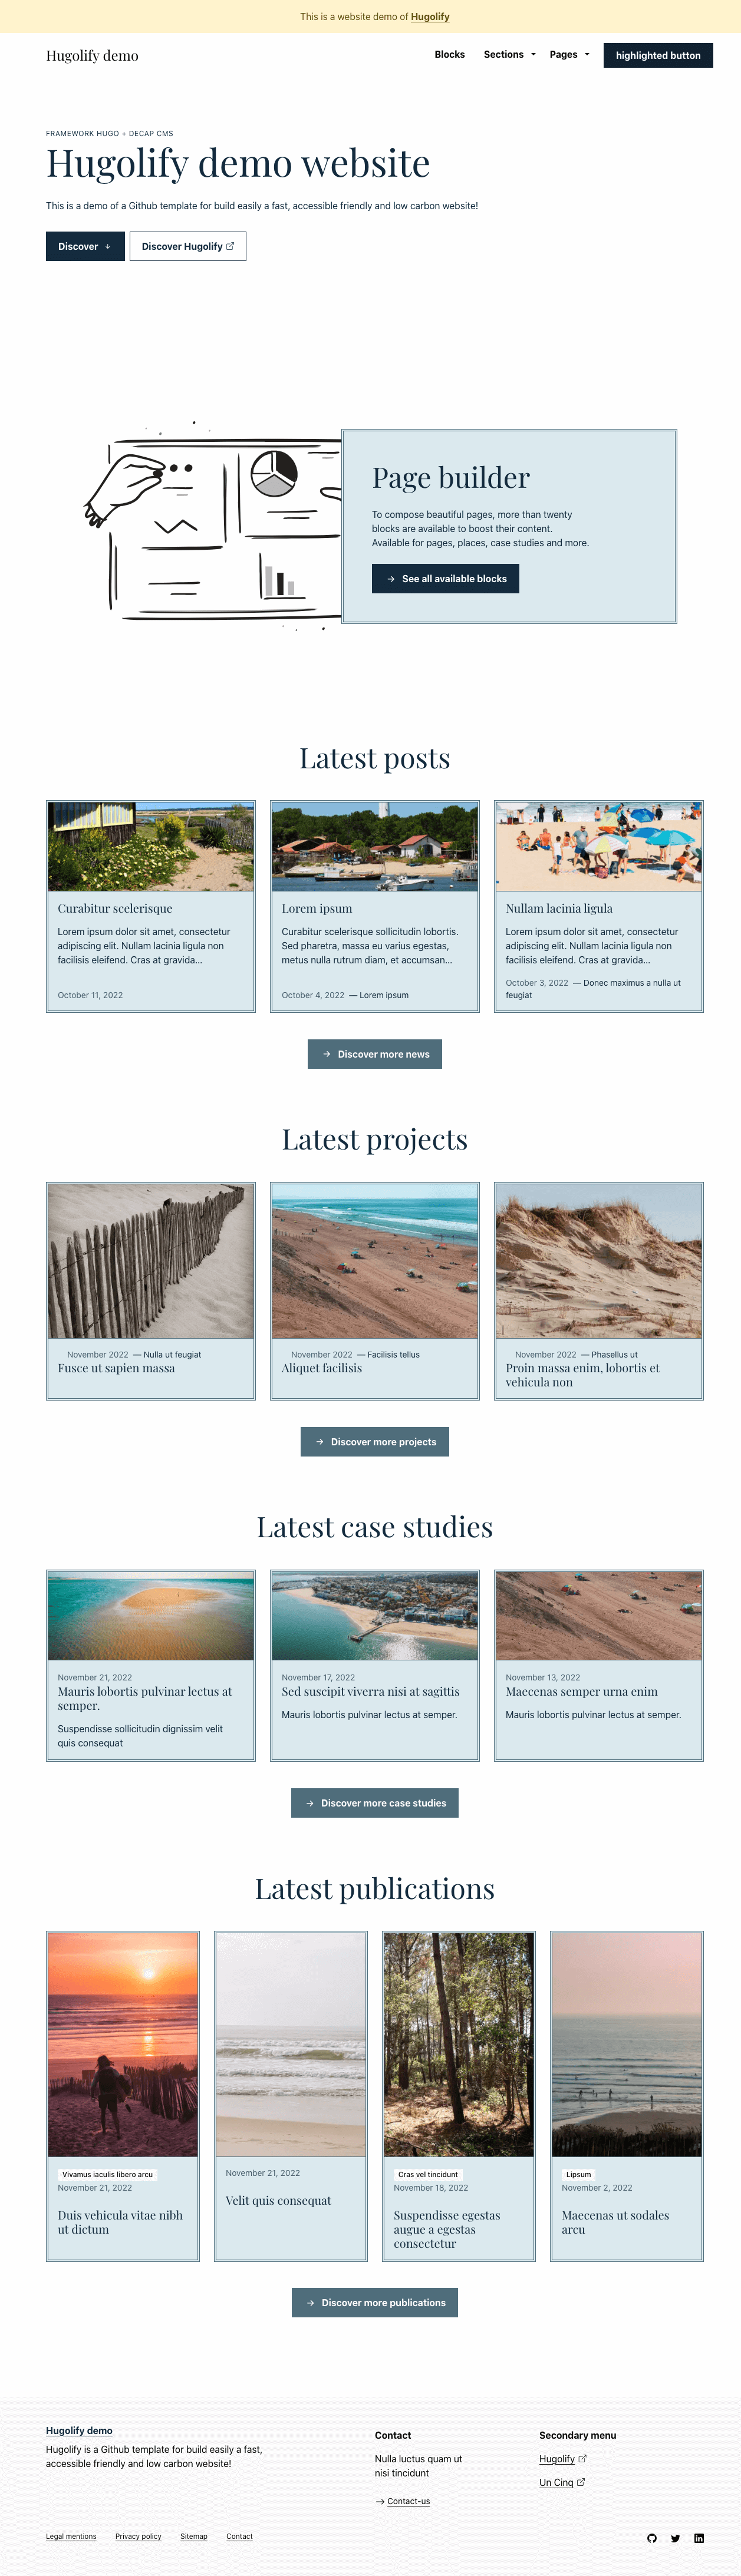 This is a website demo of Hugolify
Hugolify demo
Blocks Sections Pages highlighted button
FRAMEWORK HUGO + DECAP CMS
Hugolify demo website
This is a demo of a Github template for build easily a fast, accessible friendly and low carbon website!
Discover ↓ Discover Hugolify
Page builder
To compose beautiful pages, more than twenty
blocks are available to boost their content.
Available for pages, places, case studies and more.
→ See all available blocks
Latest posts
Curabitur scelerisque
Lorem ipsum dolor sit amet, consectetur
adipiscing elit. Nullam lacinia ligula non
facilisis eleifend. Cras at gravida...
October 11, 2022
Lorem ipsum
Curabitur scelerisque sollicitudin lobortis.
Sed pharetra, massa eu varius egestas,
metus nulla rutrum diam, et accumsan...
October 4, 2022 — Lorem ipsum
Nullam lacinia ligula
Lorem ipsum dolor sit amet, consectetur
adipiscing elit. Nullam lacinia ligula non
facilisis eleifend. Cras at gravida...
October 3, 2022 — Donec maximus a nulla ut
feugiat
→ Discover more news
Latest projects
November 2022 — Nulla ut feugiat
Fusce ut sapien massa
November 2022 — Facilisis tellus
Aliquet facilisis
November 2022 — Phasellus ut
Proin massa enim, lobortis et
vehicula non
→ Discover more projects
Latest case studies
November 21, 2022
Mauris lobortis pulvinar lectus at
semper.
Suspendisse sollicitudin dignissim velit
quis consequat
November 17, 2022
Sed suscipit viverra nisi at sagittis
Mauris lobortis pulvinar lectus at semper.
November 13, 2022
Maecenas semper urna enim
Mauris lobortis pulvinar lectus at semper.
→ Discover more case studies
Latest publications
Vivamus iaculis libero arcu
November 21, 2022
Duis vehicula vitae nibh
ut dictum
November 21, 2022
Velit quis consequat
Cras vel tincidunt
November 18, 2022
Suspendisse egestas
augue a egestas
consectetur
Lipsum
November 2, 2022
Maecenas ut sodales
arcu
→ Discover more publications
Hugolify demo
Hugolify is a Github template for build easily a fast,
accessible friendly and low carbon website!
Contact
Nulla luctus quam ut
nisi tincidunt
→ Contact-us
Secondary menu
Hugolify
Un Cinq
Legal mentions Privacy policy Sitemap Contact